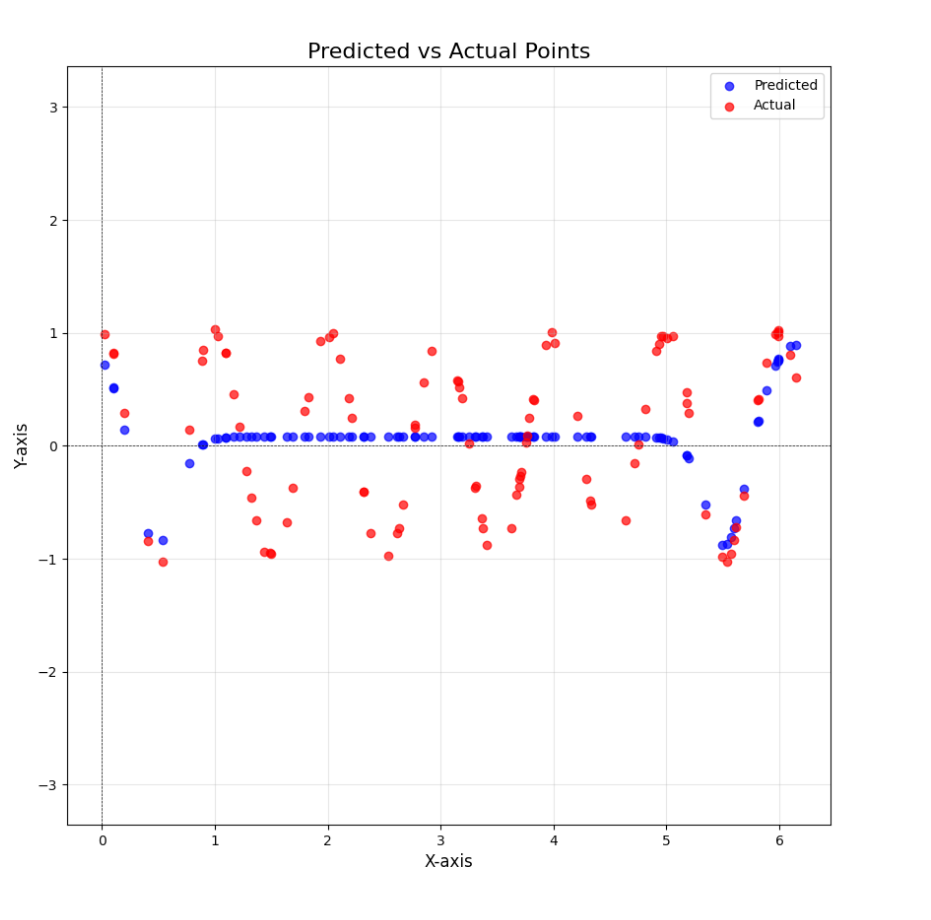 Predicted vs Actual Points
Predicted
Actual
3
2
1
0
−1
−2
−3
Y-axis
0 1 2 3 4 5 6
X-axis